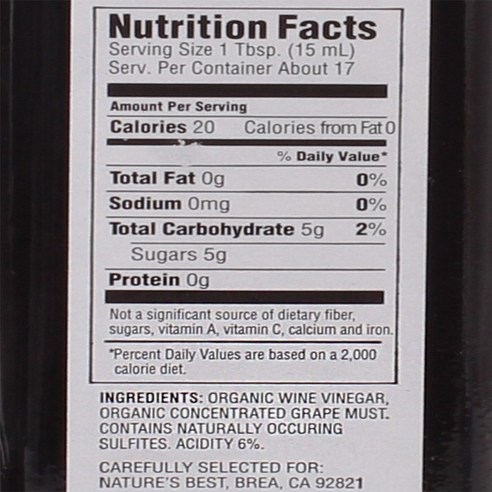 Nutrition Facts
Serving Size 1 Tbsp. (15 mL)
Serv. Per Container About 17
Amount Per Serving
Calories 20 Calories from Fat 0
% Daily Value*
Total Fat 0g 0%
Sodium 0mg 0%
Total Carbohydrate 5g 2%
Sugars 5g
Protein 0g
Not a significant source of dietary fiber,
sugars, vitamin A, vitamin C, calcium and iron.
*Percent Daily Values are based on a 2,000
calorie diet.
INGREDIENTS: ORGANIC WINE VINEGAR,
ORGANIC CONCENTRATED GRAPE MUST.
CONTAINS NATURALLY OCCURING
SULFITES. ACIDITY 6%.
CAREFULLY SELECTED FOR:
NATURE'S BEST, BREA, CA 92821